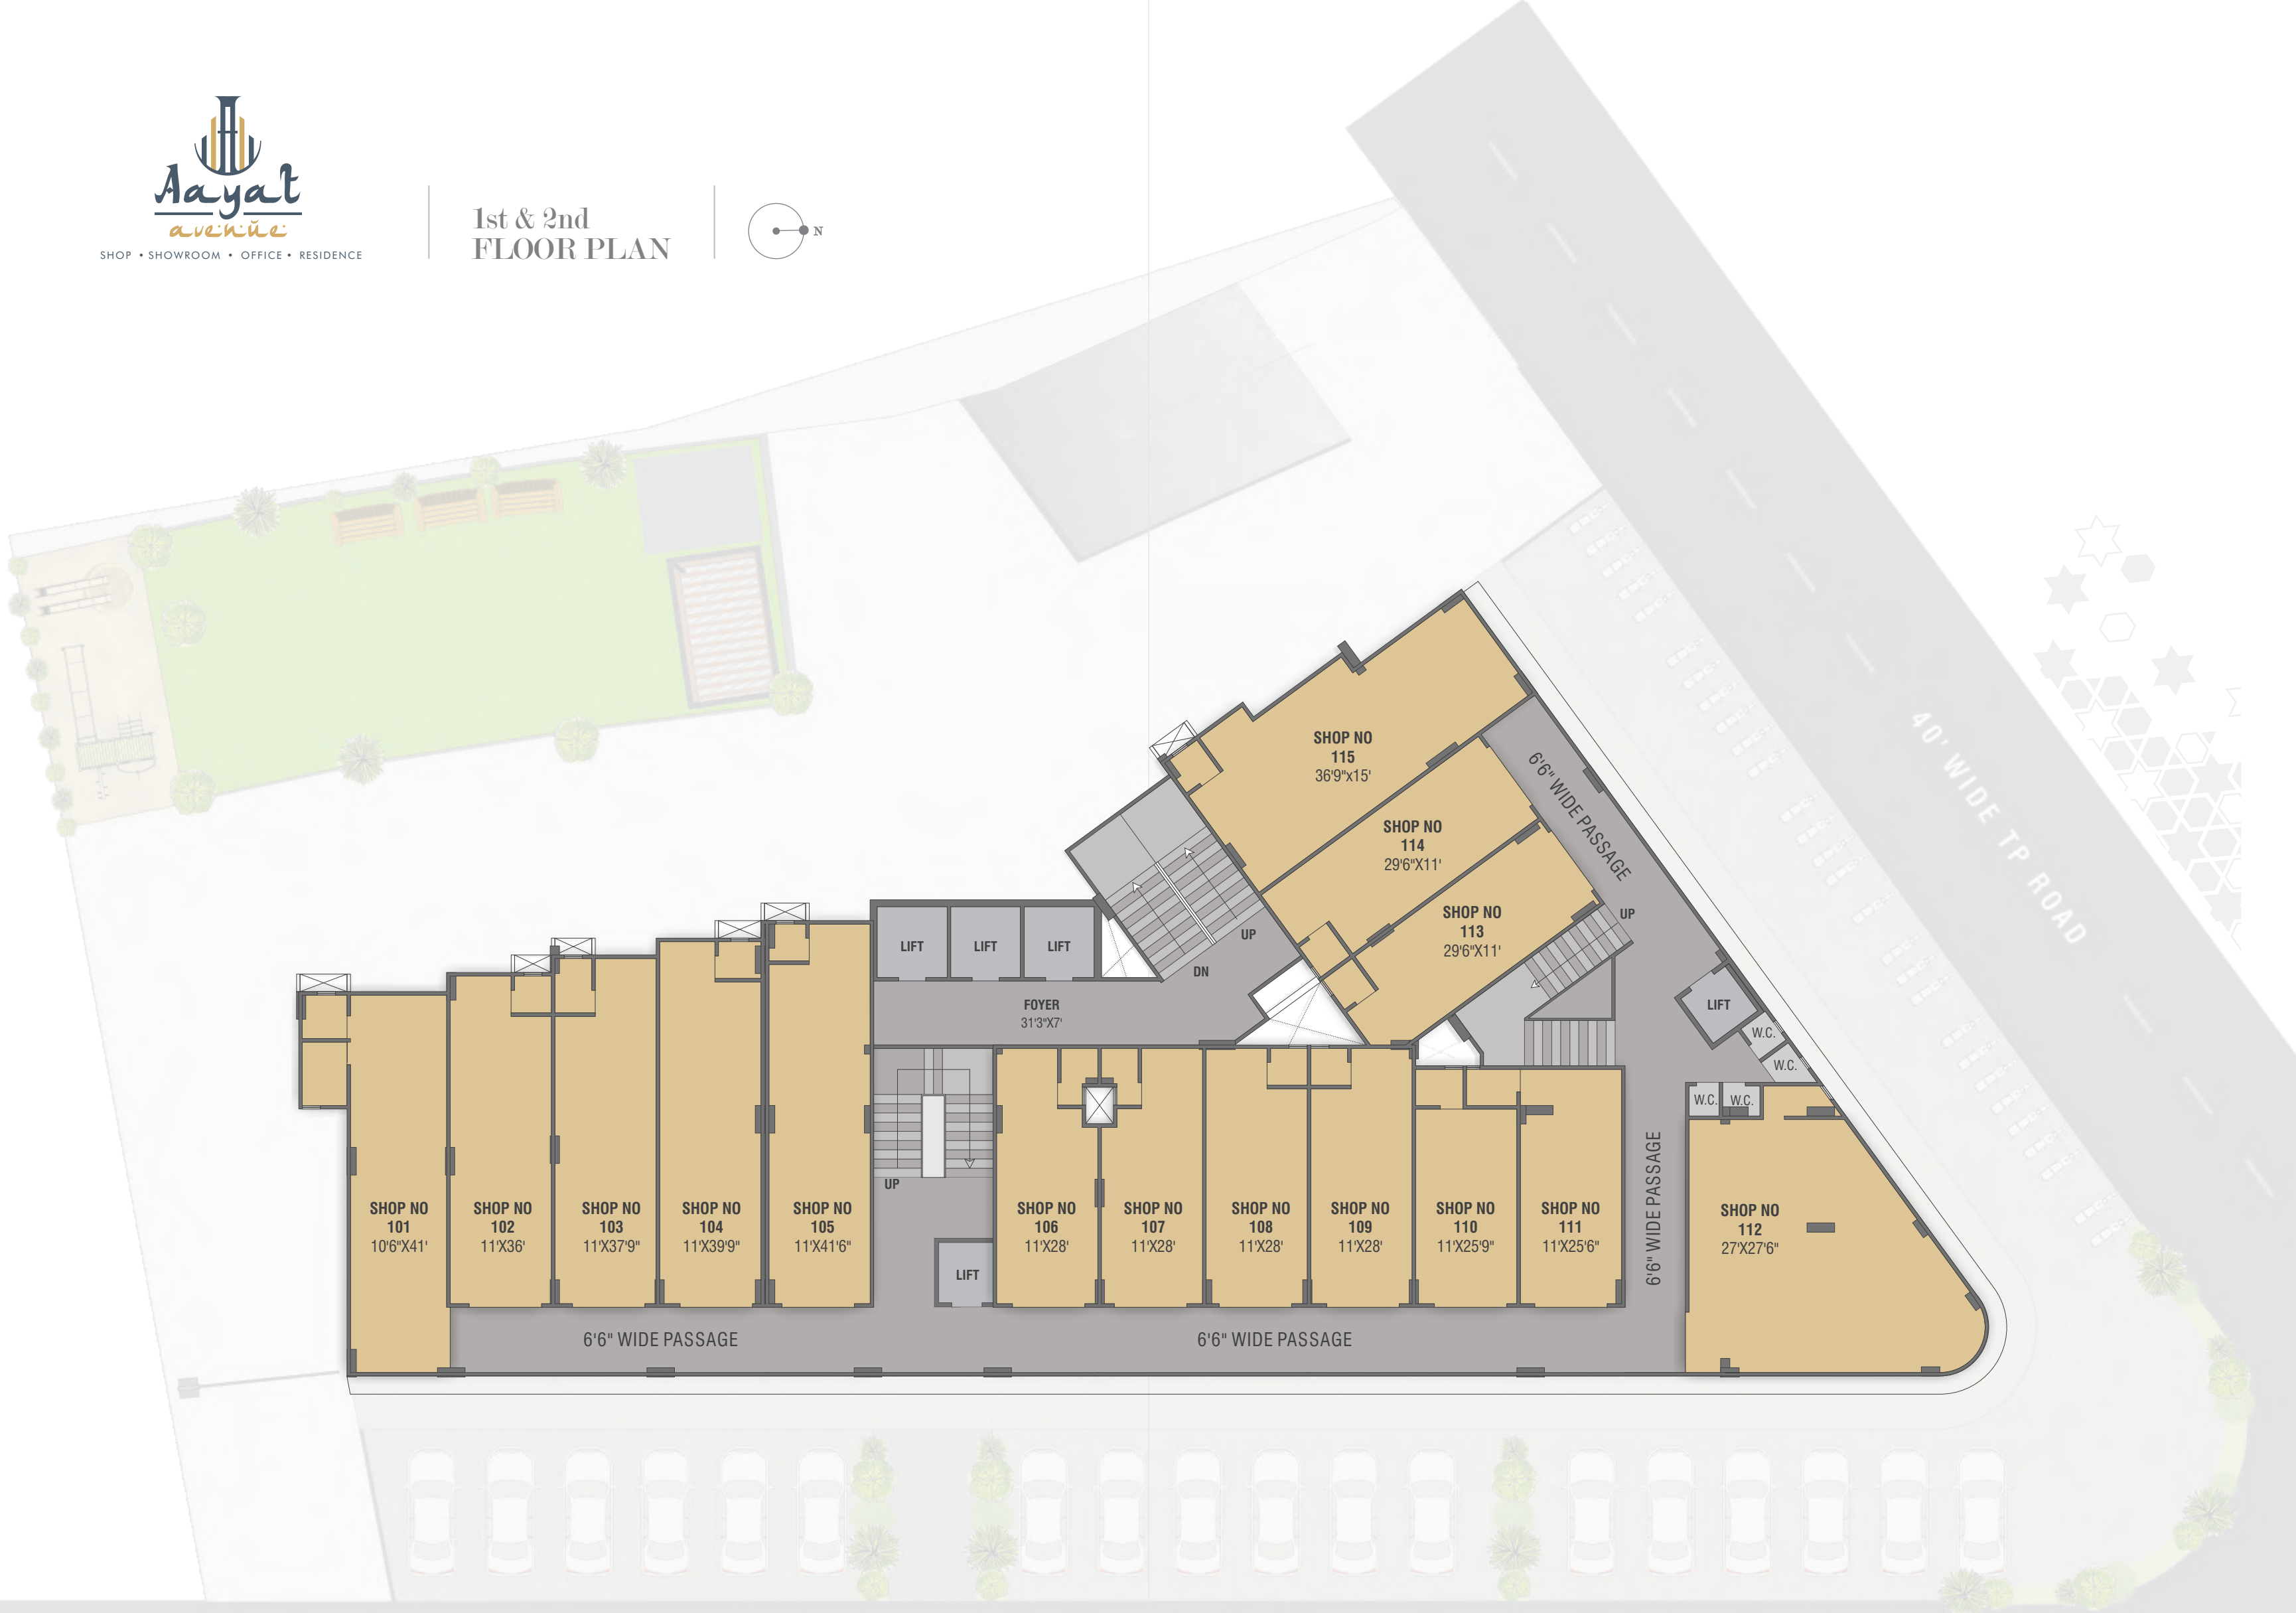 Aayat
avenue
SHOP • SHOWROOM • OFFICE • RESIDENCE
1st & 2nd
FLOOR PLAN
N
40' WIDE TP ROAD
SHOP NO
115
36'9"x15'
6'6" WIDE PASSAGE
SHOP NO
114
29'6"X11'
SHOP NO
113
29'6"X11'
UP
UP
DN
LIFT
LIFT
LIFT
FOYER
31'3"X7'
LIFT
W.C.
W.C.
W.C.
W.C.
UP
6'6" WIDE PASSAGE
SHOP NO
101
10'6"X41'
SHOP NO
102
11'X36'
SHOP NO
103
11'X37'9"
SHOP NO
104
11'X39'9"
SHOP NO
105
11'X41'6"
SHOP NO
106
11'X28'
SHOP NO
107
11'X28'
SHOP NO
108
11'X28'
SHOP NO
109
11'X28'
SHOP NO
110
11'X25'9"
SHOP NO
111
11'X25'6"
SHOP NO
112
27'X27'6"
LIFT
6'6" WIDE PASSAGE
6'6" WIDE PASSAGE